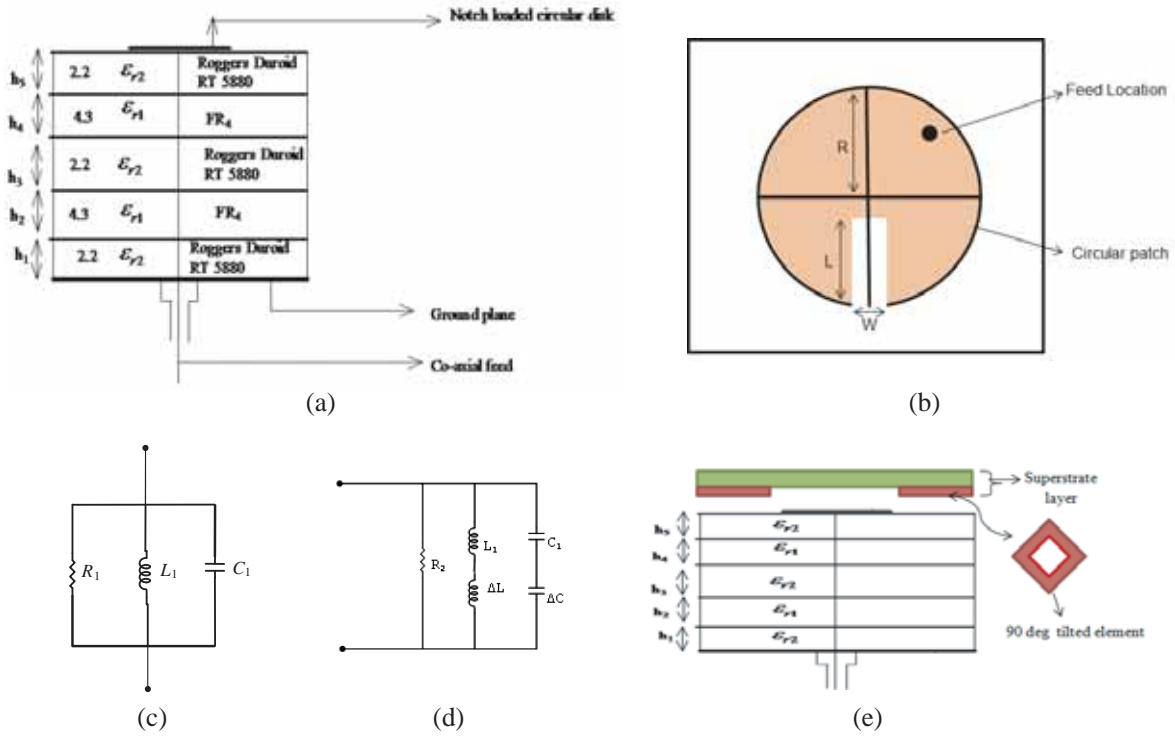 Notch loaded circular disk
h5 2.2 εr2 Roggers Duroid
RT 5880
h4 4.3 εr1 FR4
h3 2.2 εr2 Roggers Duroid
RT 5880
h2 4.3 εr1 FR4
h1 2.2 εr2 Roggers Duroid
RT 5880
Ground plane
Co-axial feed
(a)
Feed Location
R
L
Circular patch
W
(b)
R1 L1 C1
(c)
R2
L1
C1
ΔL
ΔC
(d)
Superstrate
layer
h5 εr2
h4 εr1
h3 εr2
h2 εr1
h1 εr2
90 deg tilted element
(e)